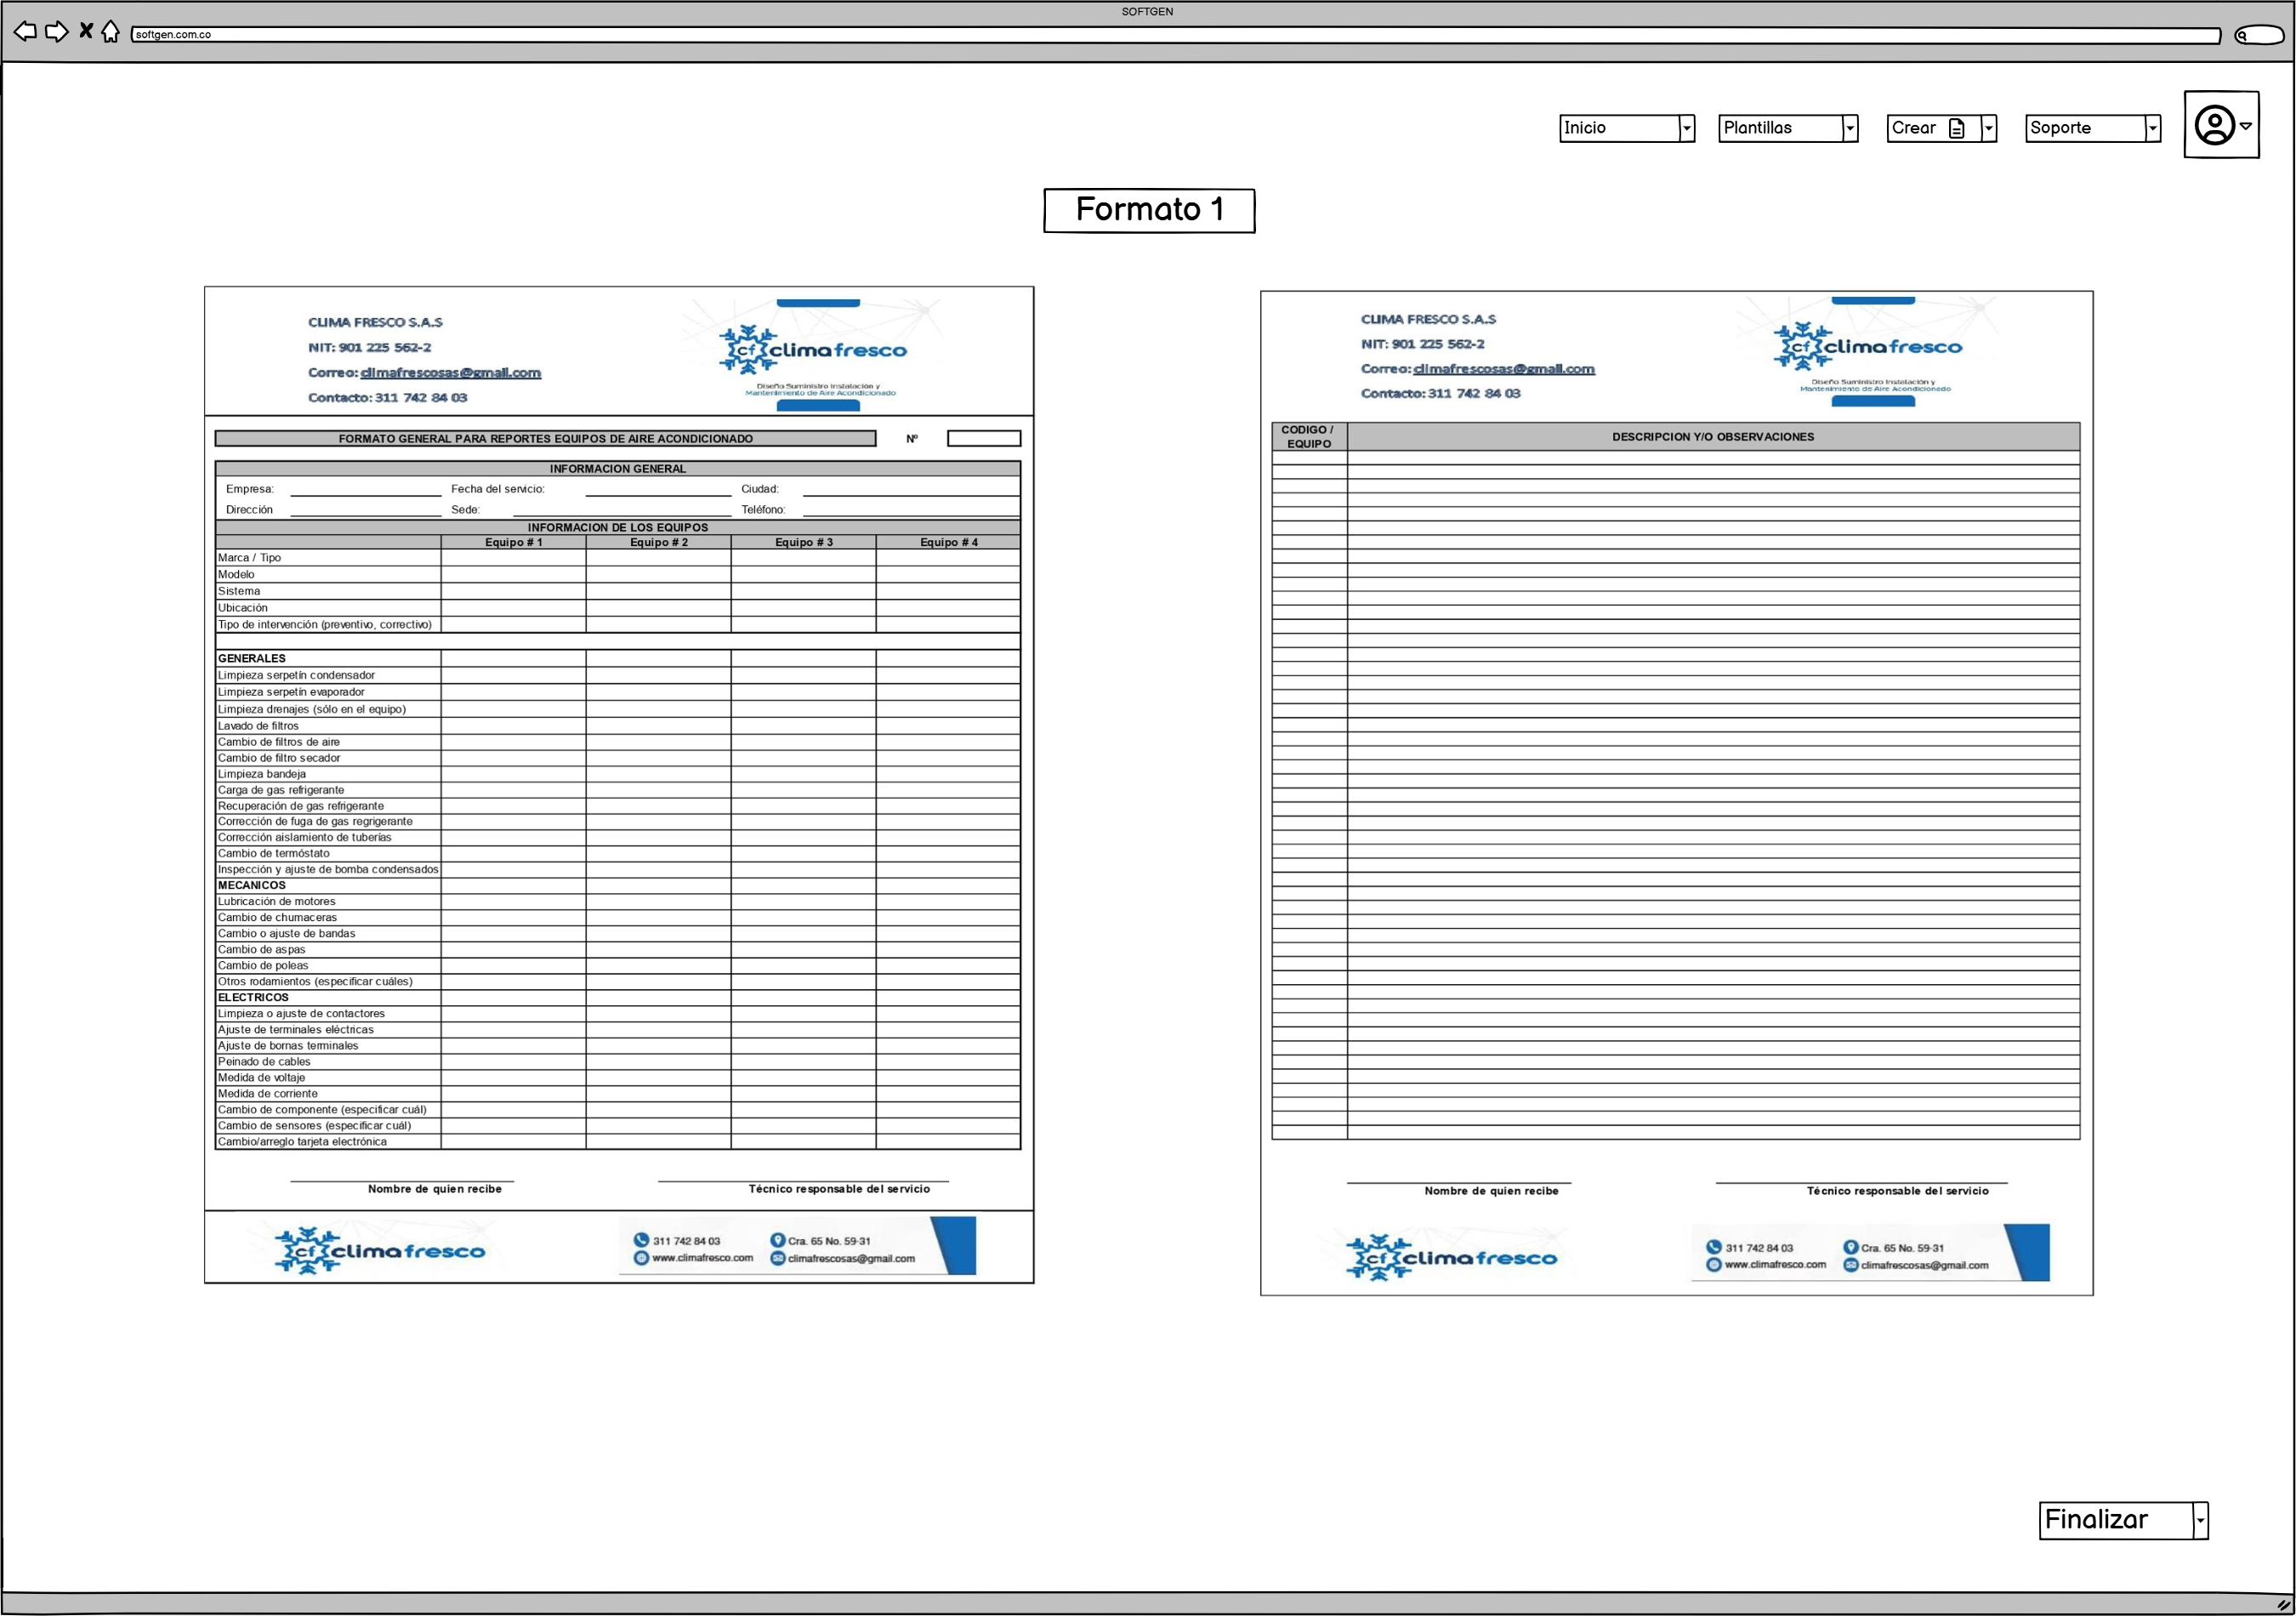 SOFTGEN
softgen.com.co
Inicio
Plantillas
Crear
Soporte
Formato 1
CLIMA FRESCO S.A.S
NIT: 901 225 562-2
Correo: climafrescosas@gmail.com
Contacto: 311 742 84 03
cf climafresco
Diseño Suministro Instalación y
Mantenimiento de Aire Acondicionado
FORMATO GENERAL PARA REPORTES EQUIPOS DE AIRE ACONDICIONADO Nº
INFORMACION GENERAL
Empresa: Fecha del servicio: Ciudad:
Dirección Sede: Teléfono:
INFORMACION DE LOS EQUIPOS
Equipo # 1 Equipo # 2 Equipo # 3 Equipo # 4
Marca / Tipo
Modelo
Sistema
Ubicación
Tipo de intervención (preventivo, correctivo)
GENERALES
Limpieza serpetín condensador
Limpieza serpetín evaporador
Limpieza drenajes (sólo en el equipo)
Lavado de filtros
Cambio de filtros de aire
Cambio de filtro secador
Limpieza bandeja
Carga de gas refrigerante
Recuperación de gas refrigerante
Corrección de fuga de gas regrigerante
Corrección aislamiento de tuberías
Cambio de termóstato
Inspección y ajuste de bomba condensados
MECANICOS
Lubricación de motores
Cambio de chumaceras
Cambio o ajuste de bandas
Cambio de aspas
Cambio de poleas
Otros rodamientos (especificar cuáles)
ELECTRICOS
Limpieza o ajuste de contactores
Ajuste de terminales eléctricas
Ajuste de bornas terminales
Peinado de cables
Medida de voltaje
Medida de corriente
Cambio de componente (especificar cuál)
Cambio de sensores (especificar cuál)
Cambio/arreglo tarjeta electrónica
Nombre de quien recibe Técnico responsable del servicio
cf climafresco
311 742 84 03 Cra. 65 No. 59-31
www.climafresco.com climafrescosas@gmail.com
CLIMA FRESCO S.A.S
NIT: 901 225 562-2
Correo: climafrescosas@gmail.com
Contacto: 311 742 84 03
cf climafresco
Diseño Suministro Instalación y
Mantenimiento de Aire Acondicionado
CODIGO /
EQUIPO
DESCRIPCION Y/O OBSERVACIONES
Nombre de quien recibe Técnico responsable del servicio
cf climafresco
311 742 84 03 Cra. 65 No. 59-31
www.climafresco.com climafrescosas@gmail.com
Finalizar